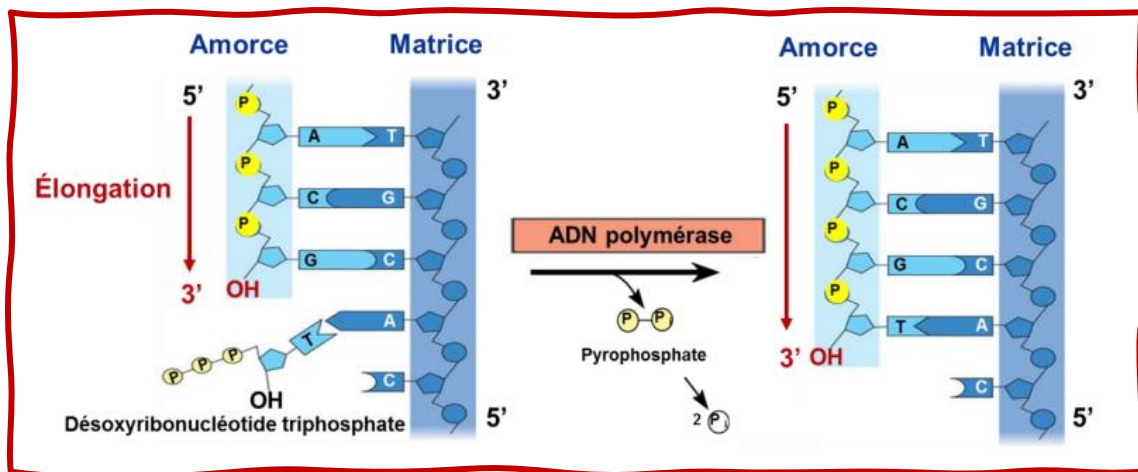 Amorce Matrice
5' 3'
P
A T
Élongation
P
C G
P
G C
3' OH
A
T
P P P
C
OH
5'
Désoxyribonucléotide triphosphate
ADN polymérase
P P
Pyrophosphate
2 Pi
Amorce Matrice
5' 3'
P
A T
P
C G
P
G C
P
T A
3' OH
C
5'